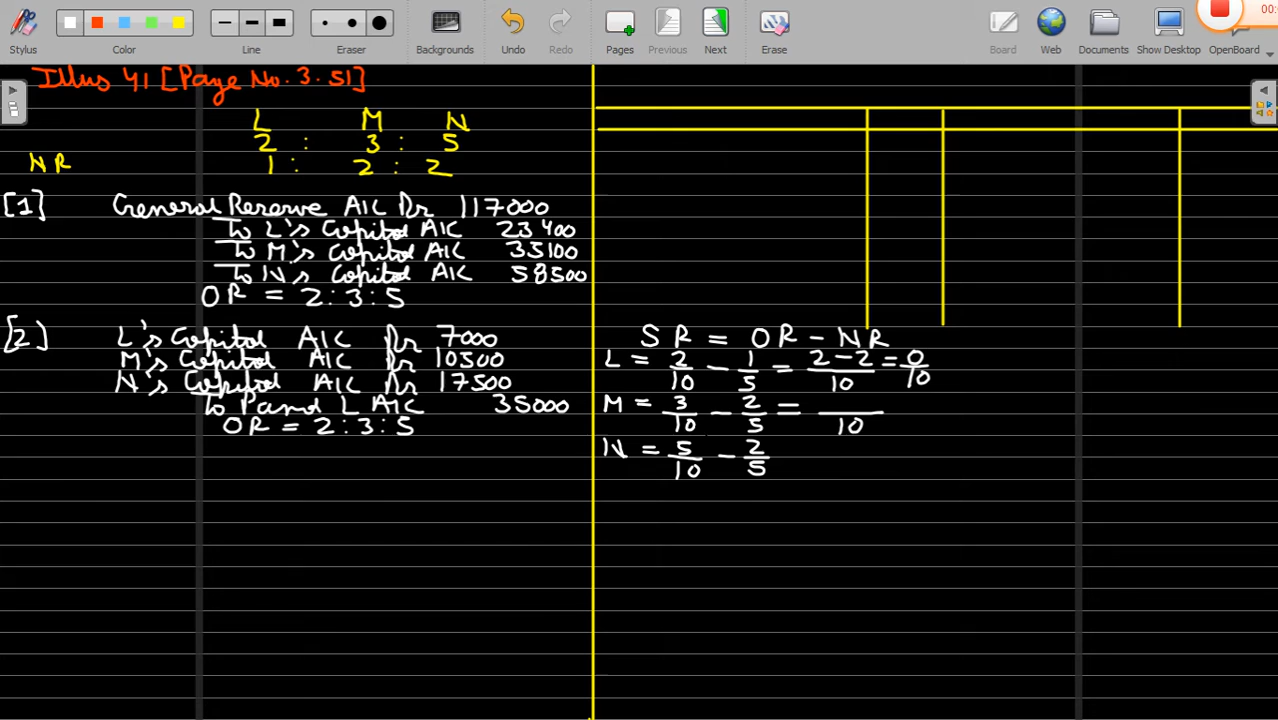 Stylus Color Line Eraser Backgrounds Undo Redo Pages Previous Next Erase Board Web Documents Show Desktop OpenBoard
00:
Illus 41 [Page No. 3.51]
L M N
2 : 3 : 5
NR 1 : 2 : 2
[1] General Reserve A/C Dr 117000
To L's Capital A/C 23400
To M's Capital A/C 35100
To N's Capital A/C 58500
OR = 2:3:5
[2] L's Capital A/C Dr 7000
M's Capital A/C Dr 10500
N's Capital A/C Dr 17500
To P and L A/C 35000
OR = 2:3:5
SR = OR - NR
L = 2/10 - 1/5 = 2-2/10 = 0/10
M = 3/10 - 2/5 = /10
N = 5/10 - 2/5